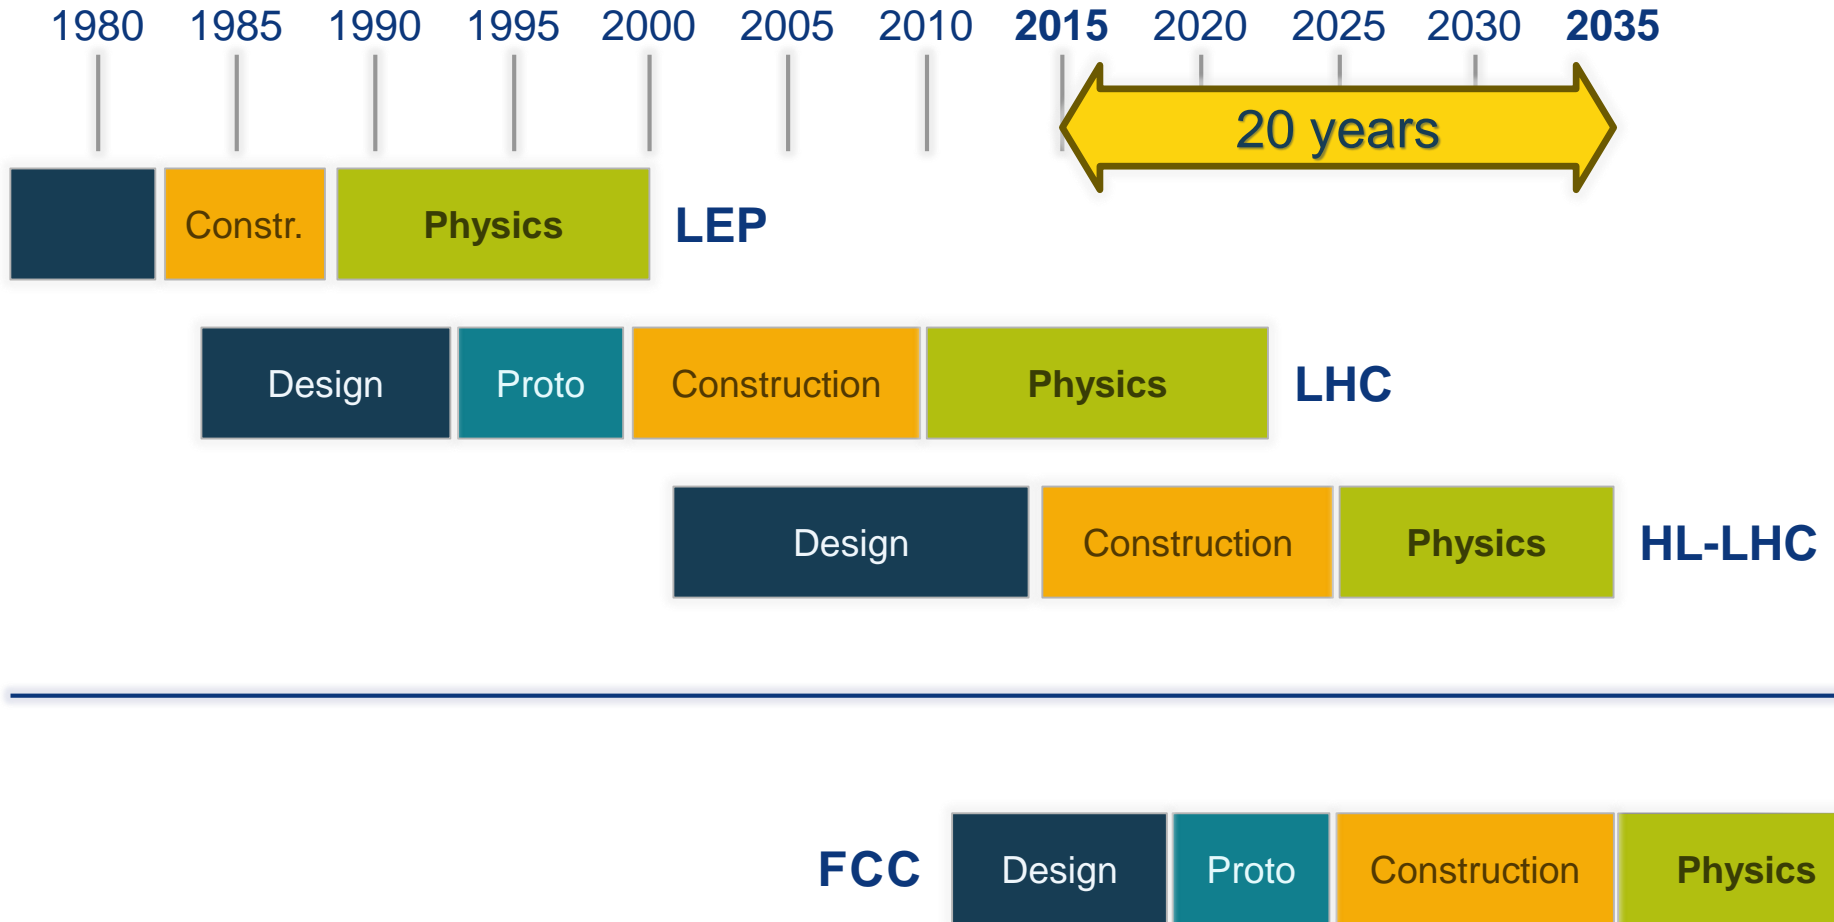 1980 1985 1990 1995 2000 2005 2010 2015 2020 2025 2030 2035
20 years
Constr. Physics LEP
Design Proto Construction Physics LHC
Design Construction Physics HL-LHC
FCC Design Proto Construction Physics